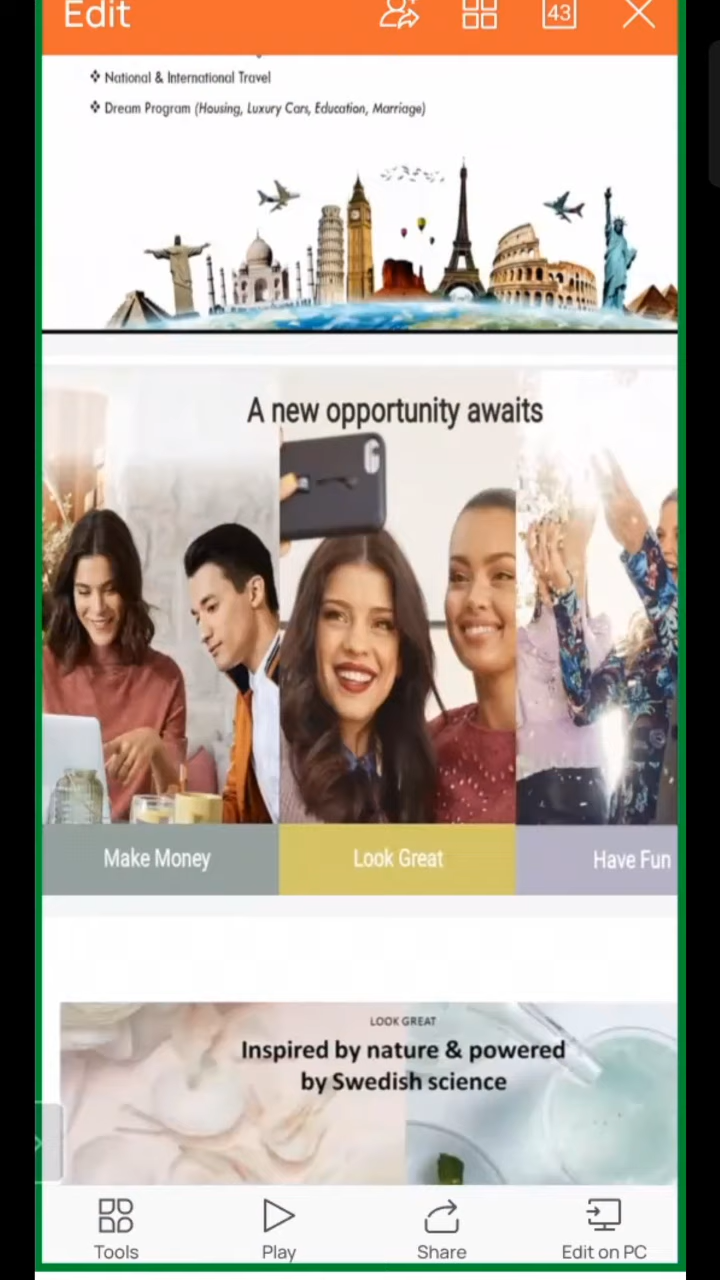 Edit
43
❖ National & International Travel
❖ Dream Program (Housing, Luxury Cars, Education, Marriage)
A new opportunity awaits
Make Money
Look Great
Have Fun
LOOK GREAT
Inspired by nature & powered
by Swedish science
Tools
Play
Share
Edit on PC